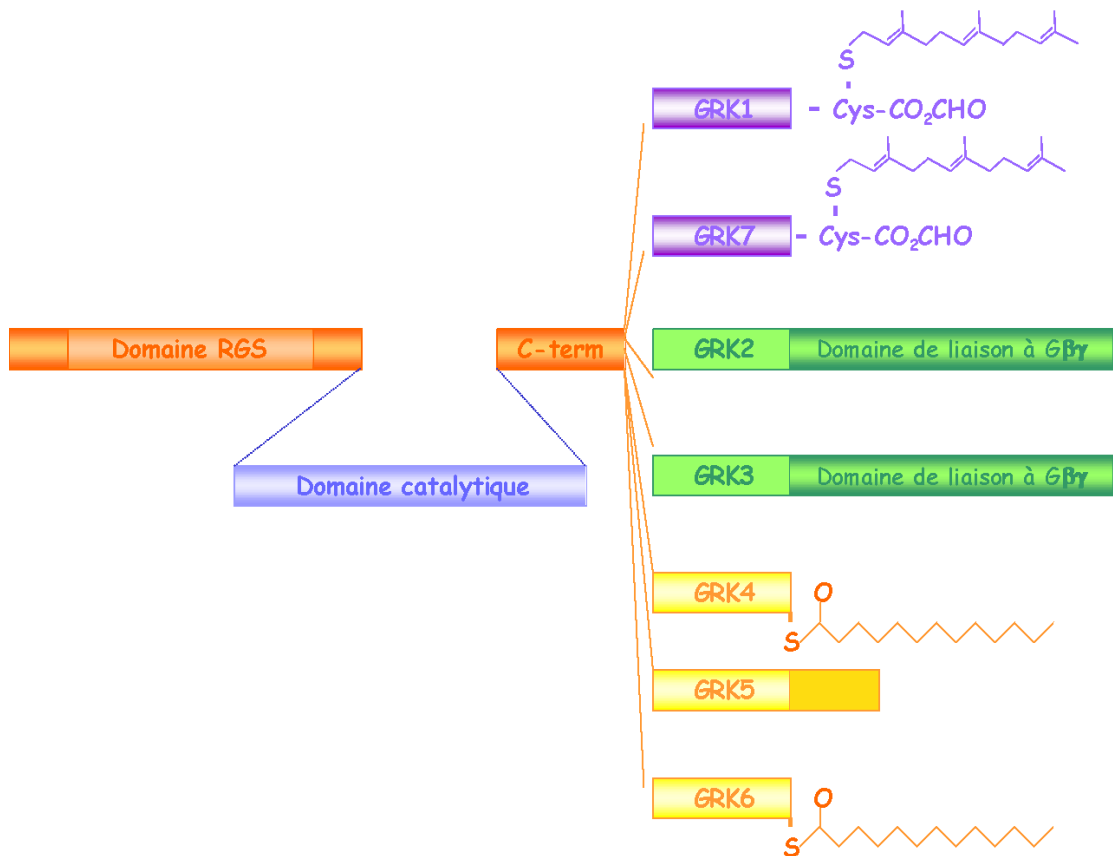 S
GRK1
- Cys-CO₂CHO
S
GRK7
- Cys-CO₂CHO
Domaine RGS
C-term
GRK2
Domaine de liaison à Gβγ
Domaine catalytique
GRK3
Domaine de liaison à Gβγ
GRK4
O
S
GRK5
GRK6
O
S